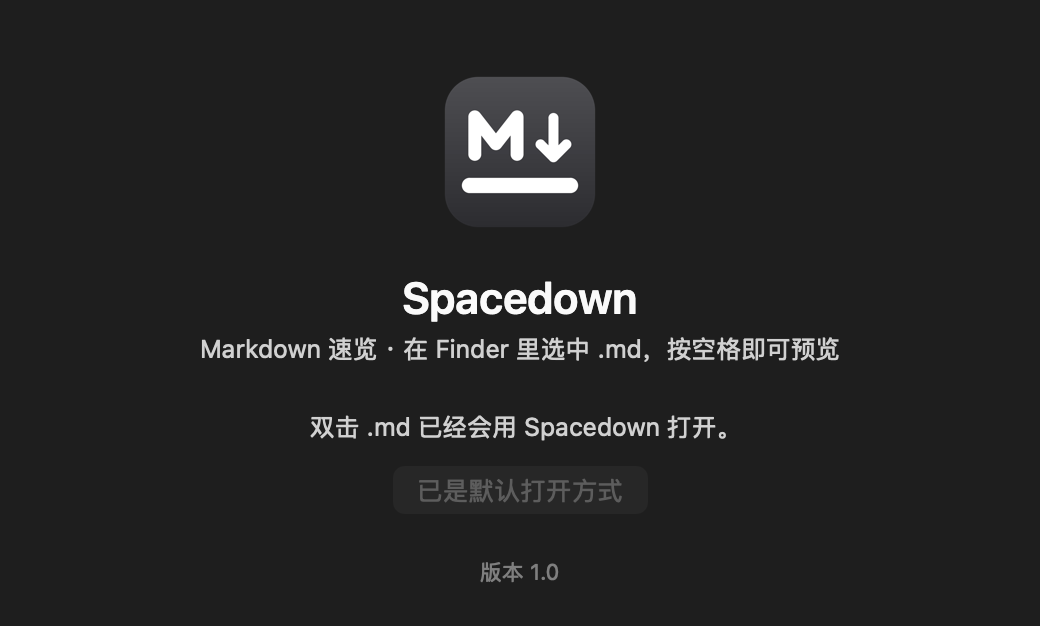 M↓
Spacedown
Markdown 速览 · 在 Finder 里选中 .md，按空格即可预览
双击 .md 已经会用 Spacedown 打开。
已是默认打开方式
版本 1.0